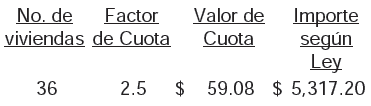 No. de Factor Valor de Importe
viviendas de Cuota Cuota según
Ley
36 2.5 $ 59.08 $ 5,317.20